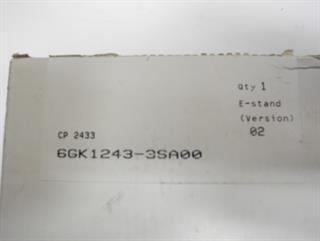 Qty 1
E-stand
(Version)
02
CP 2433
6GK1243-3SA00